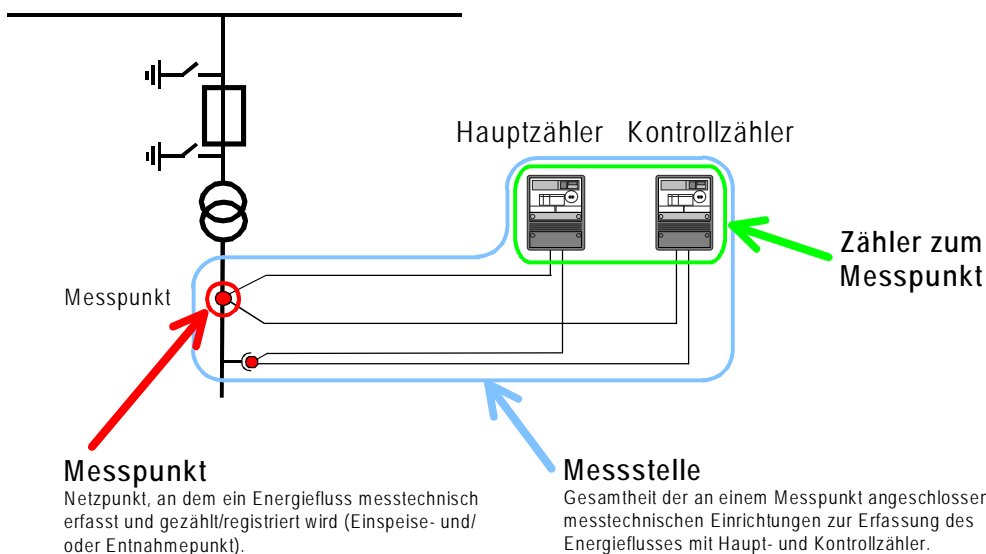 Hauptzähler Kontrollzähler
Zähler zum
Messpunkt
Messpunkt
Messpunkt
Netzpunkt, an dem ein Energiefluss messtechnisch
erfasst und gezählt/registriert wird (Einspeise- und/
oder Entnahmepunkt).
Messstelle
Gesamtheit der an einem Messpunkt angeschlossen
messtechnischen Einrichtungen zur Erfassung des
Energieflusses mit Haupt- und Kontrollzähler.